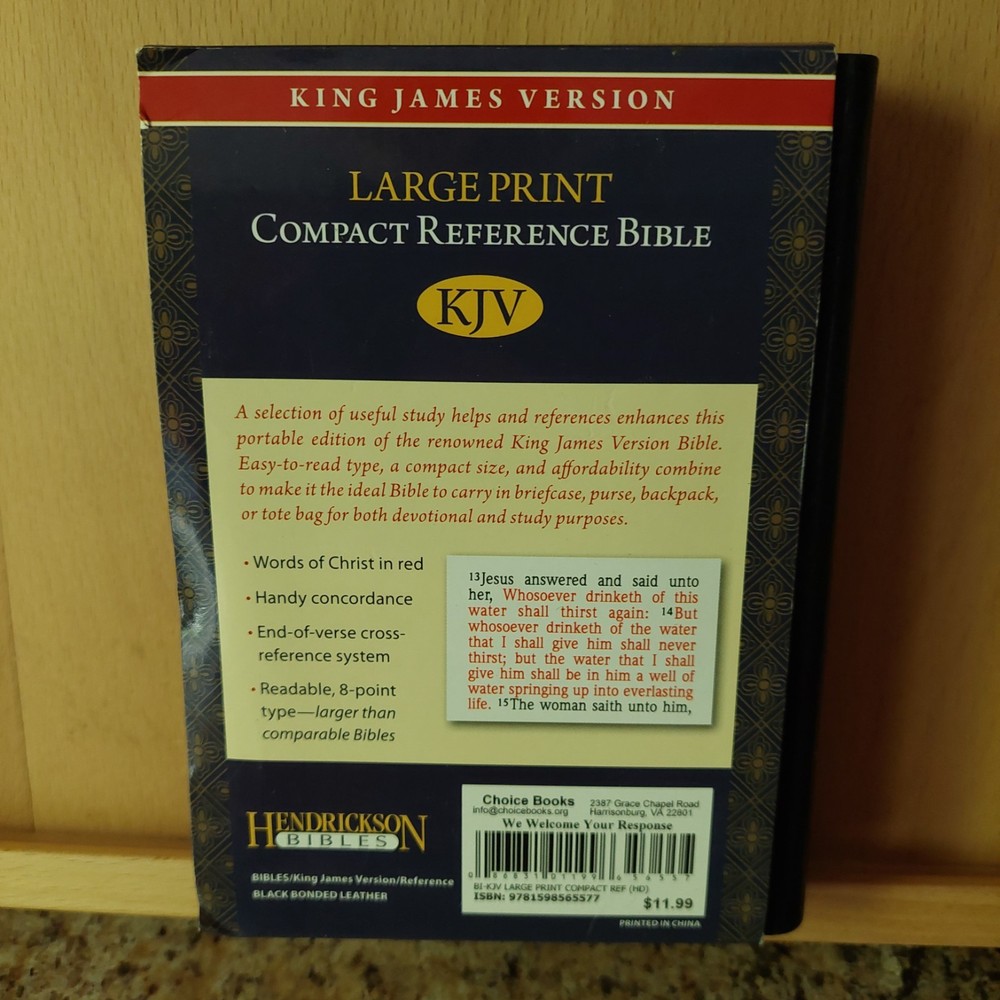 KING JAMES VERSION
LARGE PRINT
COMPACT REFERENCE BIBLE
KJV
A selection of useful study helps and references enhances this
portable edition of the renowned King James Version Bible.
Easy-to-read type, a compact size, and affordability combine
to make it the ideal Bible to carry in briefcase, purse, backpack,
or tote bag for both devotional and study purposes.
• Words of Christ in red
• Handy concordance
• End-of-verse cross-
reference system
• Readable, 8-point
type—larger than
comparable Bibles
13Jesus answered and said unto
her, Whosoever drinketh of this
water shall thirst again: 14But
whosoever drinketh of the water
that I shall give him shall never
thirst; but the water that I shall
give him shall be in him a well of
water springing up into everlasting
life. 15The woman saith unto him,
HENDRICKSON
BIBLES
BIBLES/King James Version/Reference
BLACK BONDED LEATHER
Choice Books
info@choicebooks.org
2387 Grace Chapel Road
Harrisonburg, VA 22801
We Welcome Your Response
BI-KJV LARGE PRINT COMPACT REF (HD)
ISBN: 9781598565577
$11.99
PRINTED IN CHINA